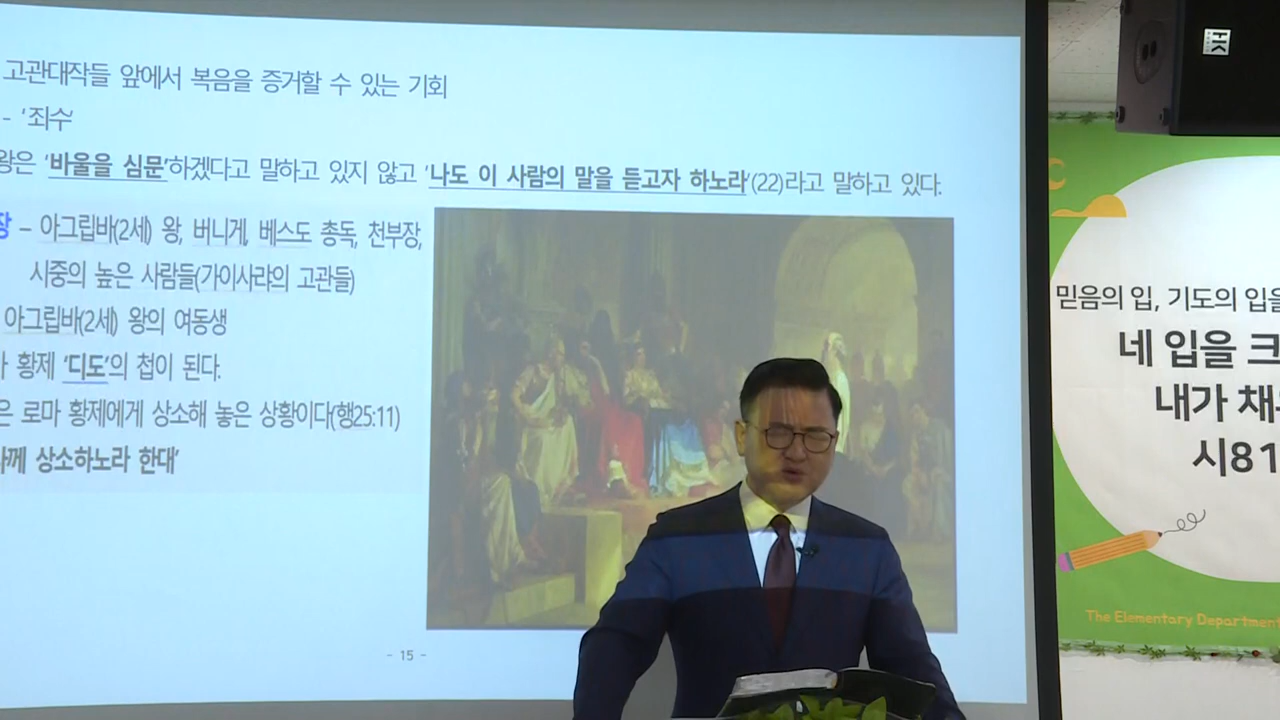 고관대작들 앞에서 복음을 증거할 수 있는 기회
- '죄수'
왕은 '바울을 심문'하겠다고 말하고 있지 않고 '나도 이 사람의 말을 듣고자 하노라'(22)라고 말하고 있다.
장 – 아그립바(2세) 왕, 버니게, 베스도 총독, 천부장,
시중의 높은 사람들(가이사랴의 고관들)
아그립바(2세) 왕의 여동생
황제 '디도'의 첩이 된다.
은 로마 황제에게 상소해 놓은 상황이다(행25:11)
께 상소하노라 한대'
- 15 -
믿음의 입, 기도의 입을
네 입을 크
내가 채
시81
The Elementary Department